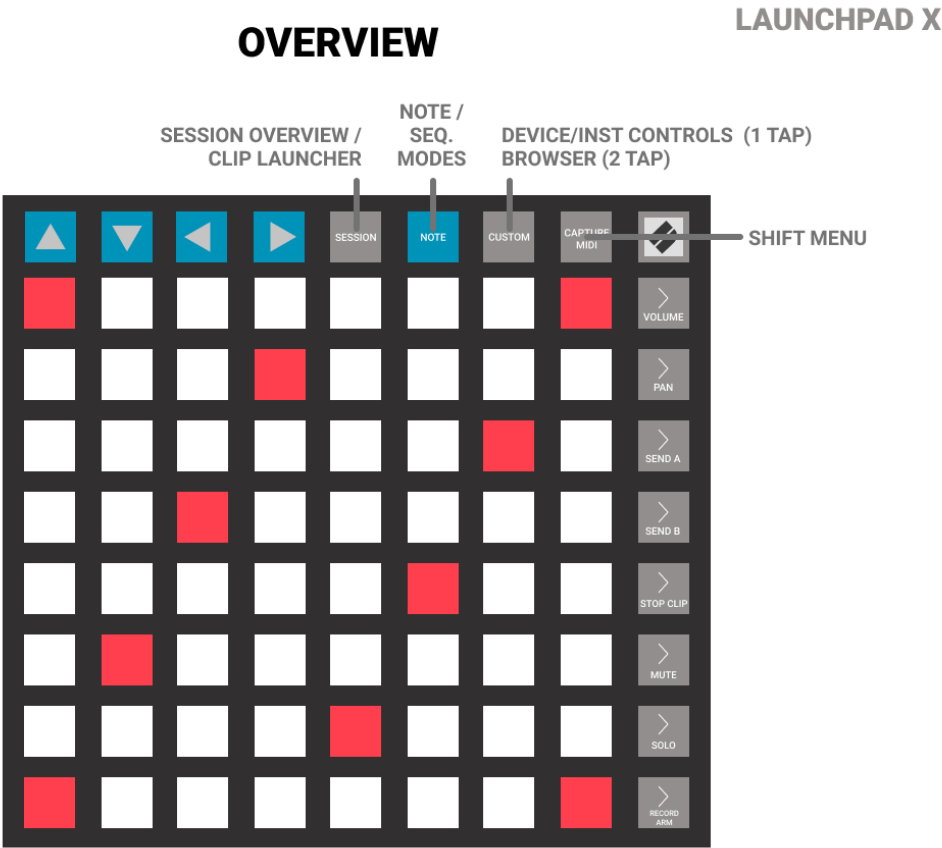 LAUNCHPAD X
OVERVIEW
SESSION OVERVIEW /
CLIP LAUNCHER
NOTE /
SEQ.
MODES
DEVICE/INST CONTROLS (1 TAP)
BROWSER (2 TAP)
SESSION
NOTE
CUSTOM
CAPTURE
MIDI
SHIFT MENU
VOLUME
PAN
SEND A
SEND B
STOP CLIP
MUTE
SOLO
RECORD
ARM